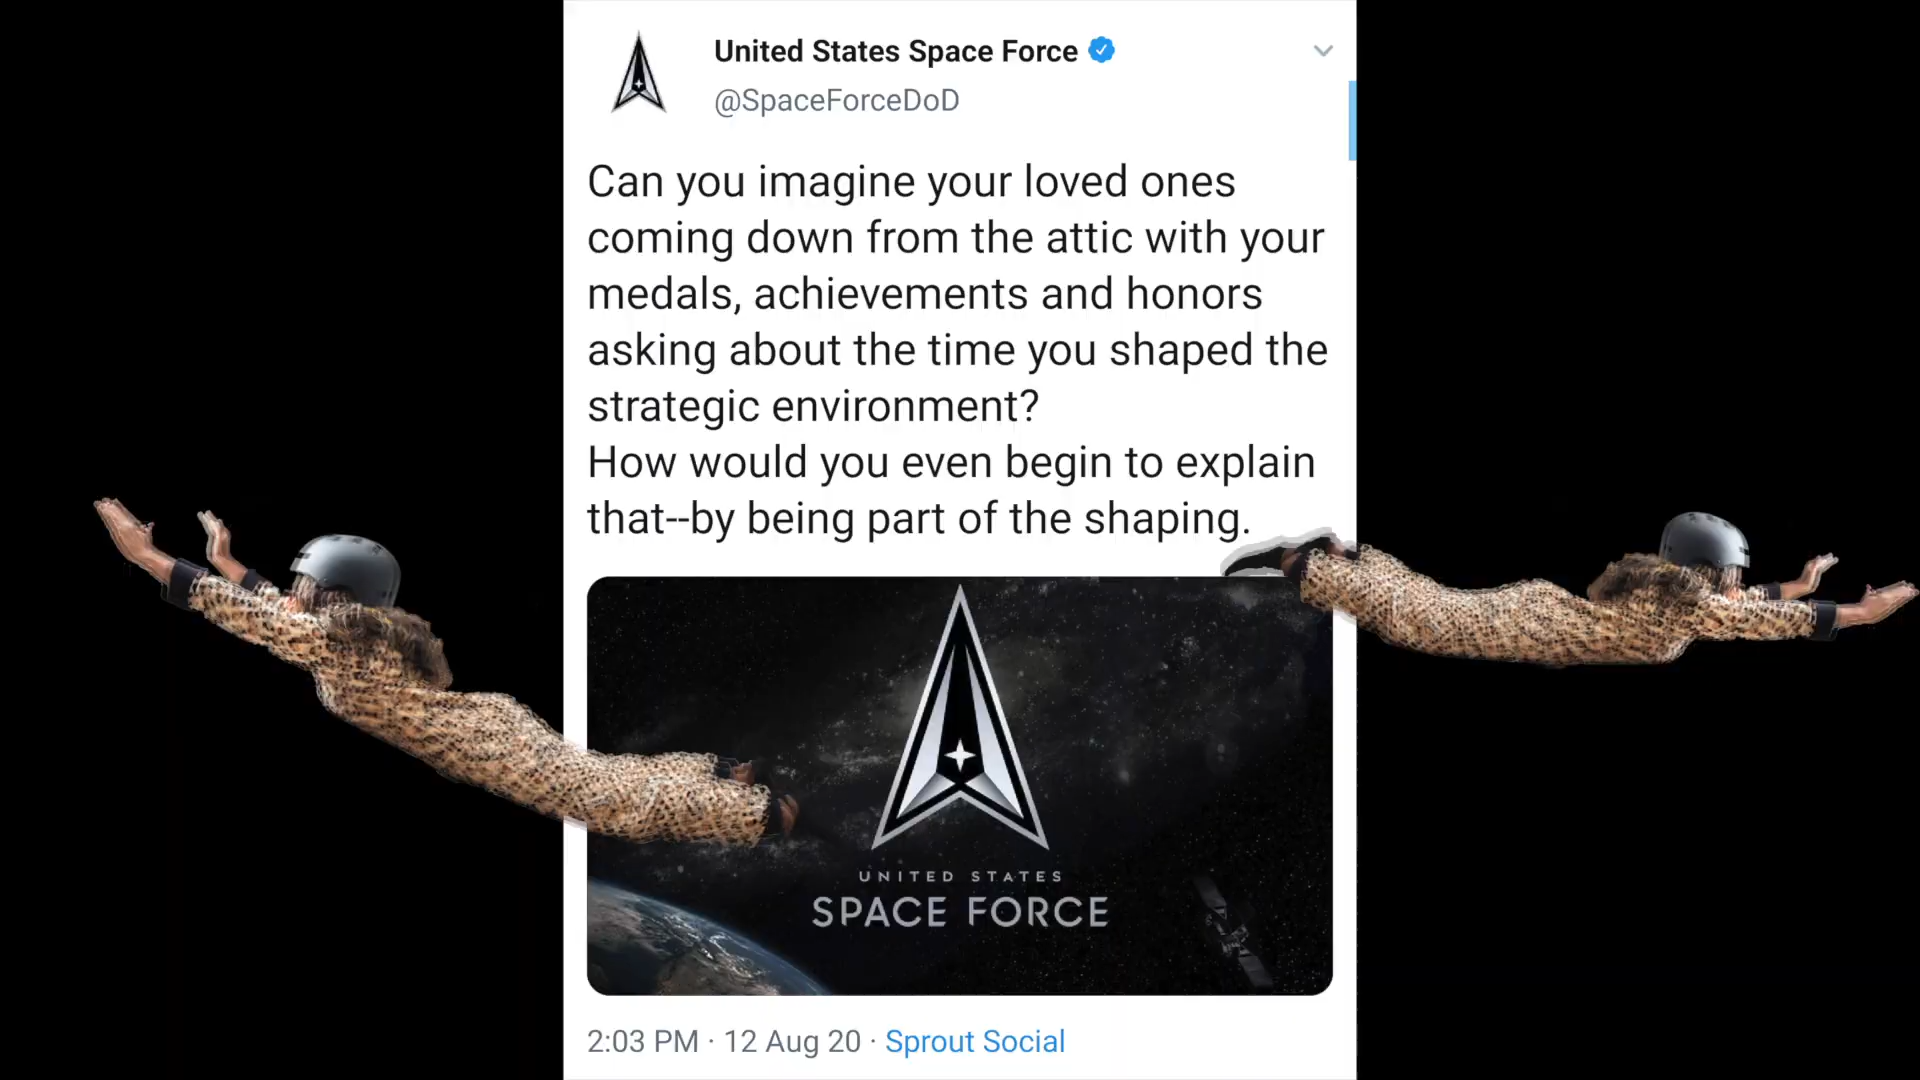 United States Space Force
@SpaceForceDoD
Can you imagine your loved ones
coming down from the attic with your
medals, achievements and honors
asking about the time you shaped the
strategic environment?
How would you even begin to explain
that--by being part of the shaping.
UNITED STATES
SPACE FORCE
2:03 PM · 12 Aug 20 · Sprout Social